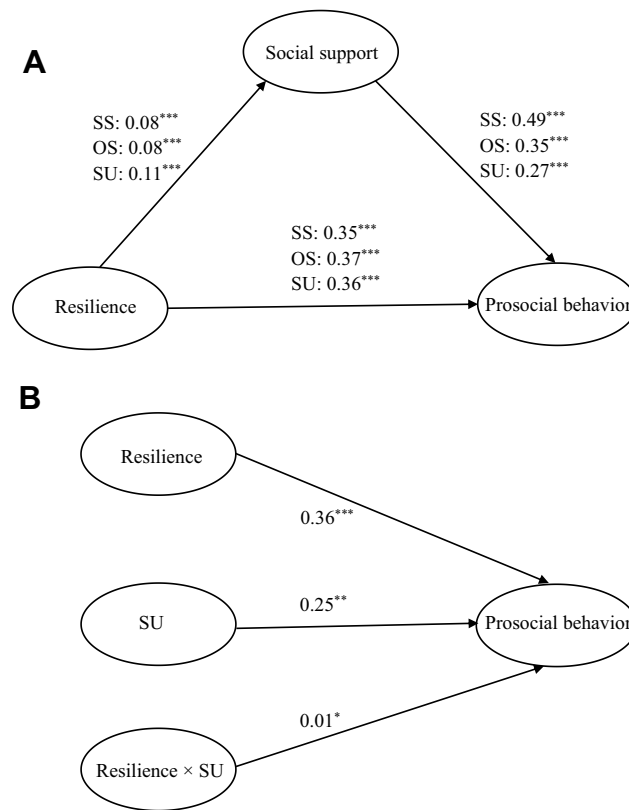 A
Social support
SS: 0.08***
OS: 0.08***
SU: 0.11***
SS: 0.49***
OS: 0.35***
SU: 0.27***
SS: 0.35***
OS: 0.37***
SU: 0.36***
Resilience
Prosocial behavior
B
Resilience
0.36***
SU
0.25**
Prosocial behavior
0.01*
Resilience × SU